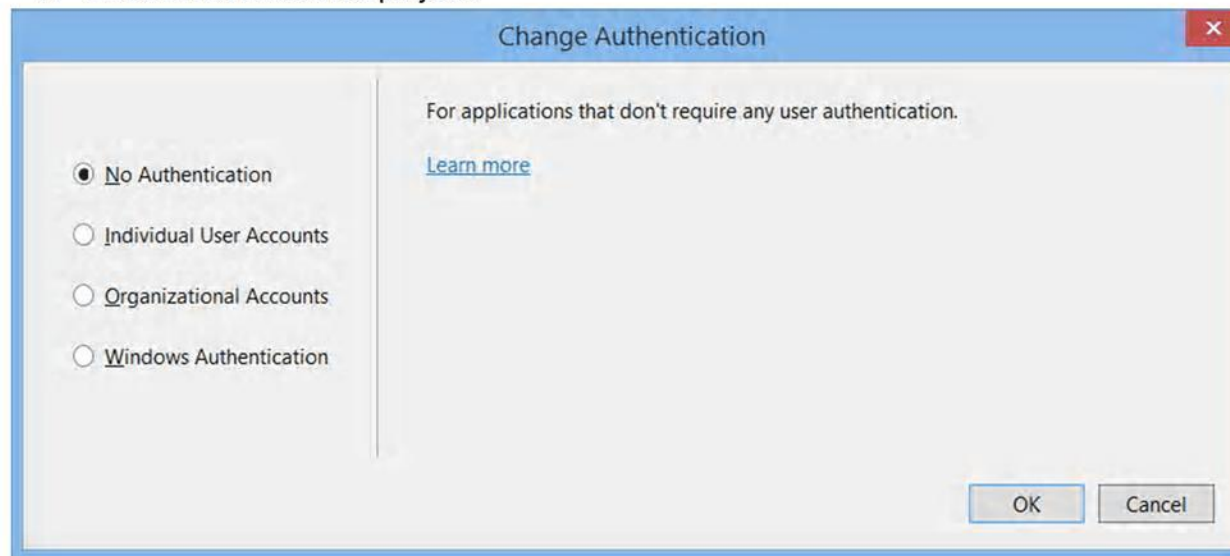 Change Authentication
For applications that don't require any user authentication.
Learn more
No Authentication
Individual User Accounts
Organizational Accounts
Windows Authentication
OK
Cancel